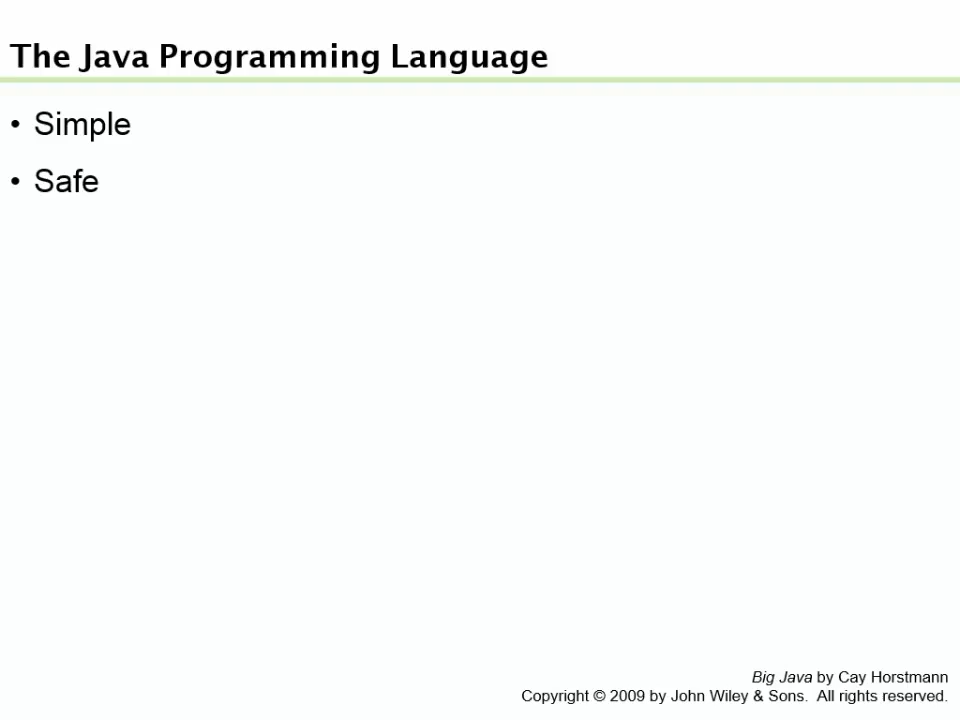 The Java Programming Language
• Simple
• Safe
Big Java by Cay Horstmann
Copyright © 2009 by John Wiley & Sons. All rights reserved.